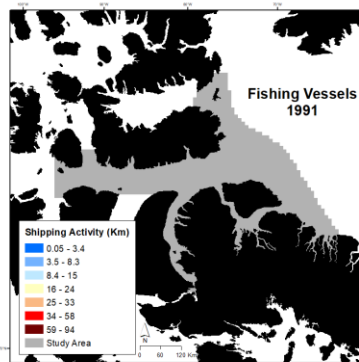 Fishing Vessels
1991
Shipping Activity (Km)
0.05 - 3.4
3.5 - 8.3
8.4 - 15
16 - 24
25 - 33
34 - 58
59 - 94
Study Area
N
0
60
120 Km